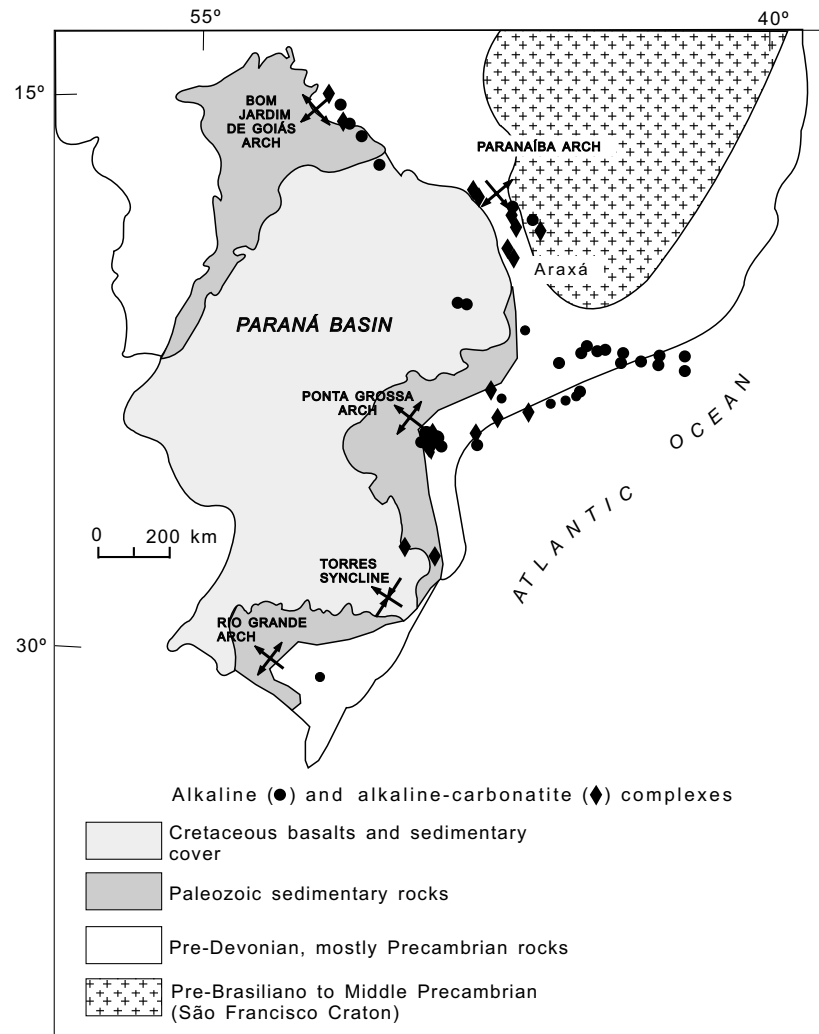 55º
40º
15º
BOM
JARDIM
DE GOIÁS
ARCH
PARANAÍBA ARCH
Araxá
PARANÁ BASIN
PONTA GROSSA
ARCH
ATLANTIC OCEAN
0 200 km
TORRES
SYNCLINE
RIO GRANDE
ARCH
30º
Alkaline (●) and alkaline-carbonatite (♦) complexes
Cretaceous basalts and sedimentary
cover
Paleozoic sedimentary rocks
Pre-Devonian, mostly Precambrian rocks
Pre-Brasiliano to Middle Precambrian
(São Francisco Craton)